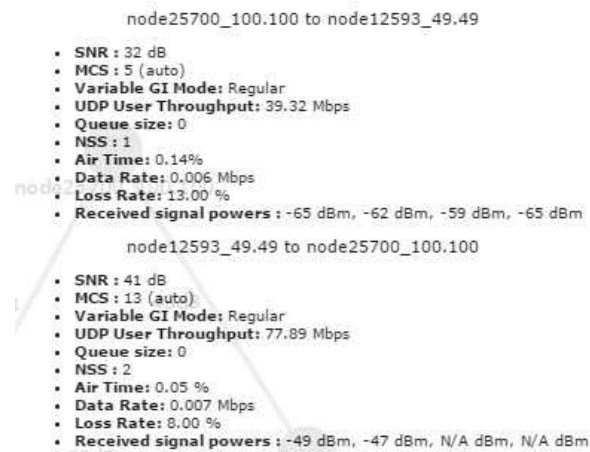 node25700_100.100 to node12593_49.49
• SNR : 32 dB
• MCS : 5 (auto)
• Variable GI Mode: Regular
• UDP User Throughput: 39.32 Mbps
• Queue size: 0
• NSS : 1
• Air Time: 0.14%
• Data Rate: 0.006 Mbps
• Loss Rate: 13.00 %
• Received signal powers : -65 dBm, -62 dBm, -59 dBm, -65 dBm
node12593_49.49 to node25700_100.100
• SNR : 41 dB
• MCS : 13 (auto)
• Variable GI Mode: Regular
• UDP User Throughput: 77.89 Mbps
• Queue size: 0
• NSS : 2
• Air Time: 0.05 %
• Data Rate: 0.007 Mbps
• Loss Rate: 8.00 %
• Received signal powers : -49 dBm, -47 dBm, N/A dBm, N/A dBm